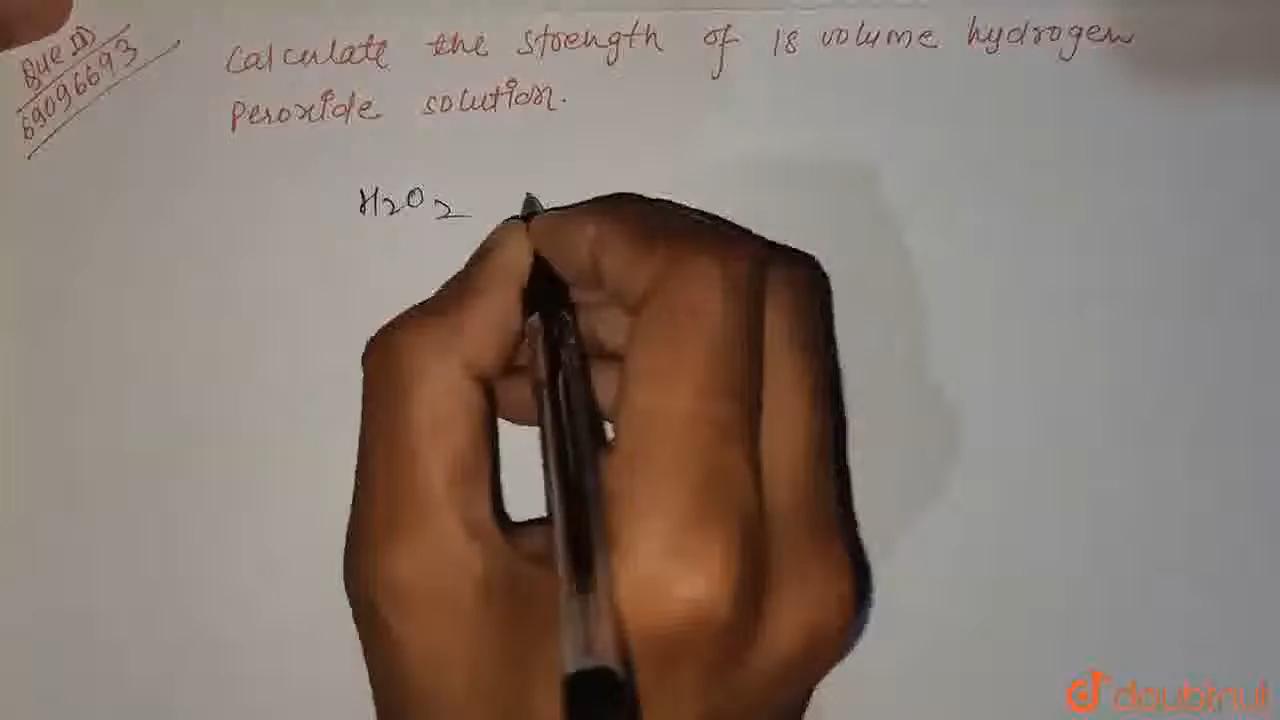 Que ID
69096693
Calculate the strength of 18 volume hydrogen
Peroxide solution.
H2O2
doubtnut